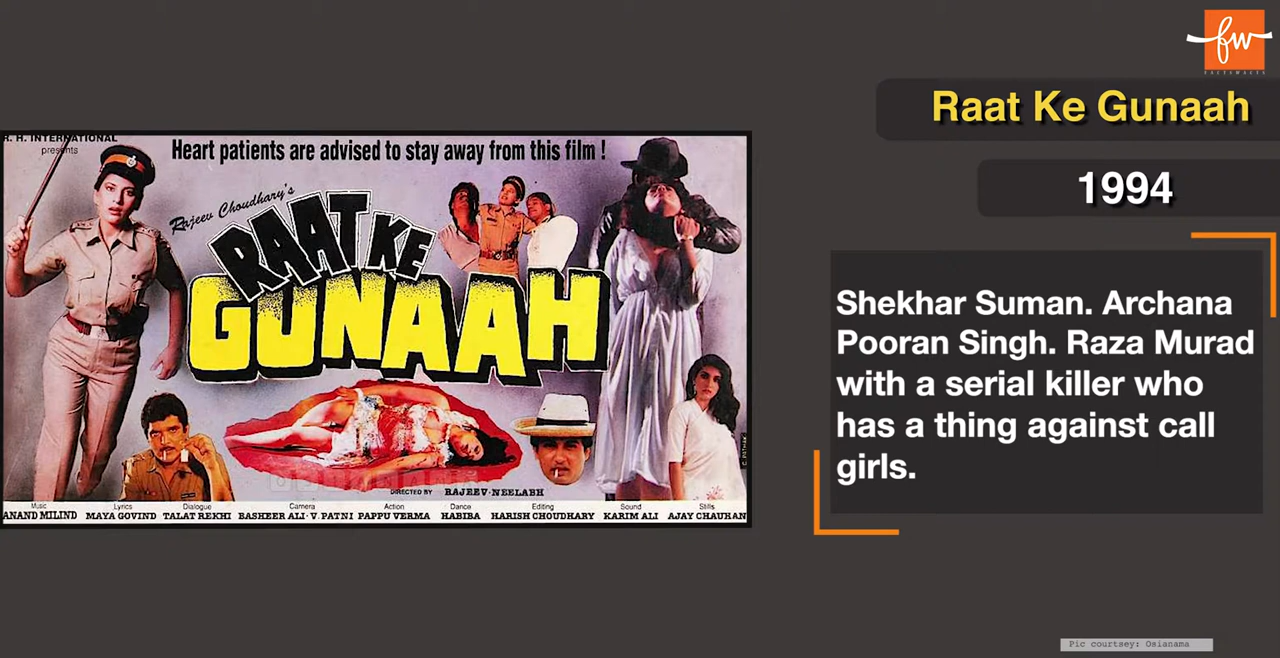 fw
FACTSWALTZ
Raat Ke Gunaah
1994
R. H. INTERNATIONAL
presents
Heart patients are advised to stay away from this film !
Rajeev Choudhary's
RAAT KE
GUNAAH
DIRECTED BY RAJEEV-NEELABH
Music Lyrics Dialogue Camera Action Dance Editing Sound Stills
ANAND MILIND MAYA GOVIND TALAT REKHI BASHEER ALI · V. PATNI PAPPU VERMA HABIBA HARISH CHOUDHARY KARIM ALI AJAY CHAUHAN
C. PATHAK
Shekhar Suman. Archana
Pooran Singh. Raza Murad
with a serial killer who
has a thing against call
girls.
Pic courtsey: Osianama